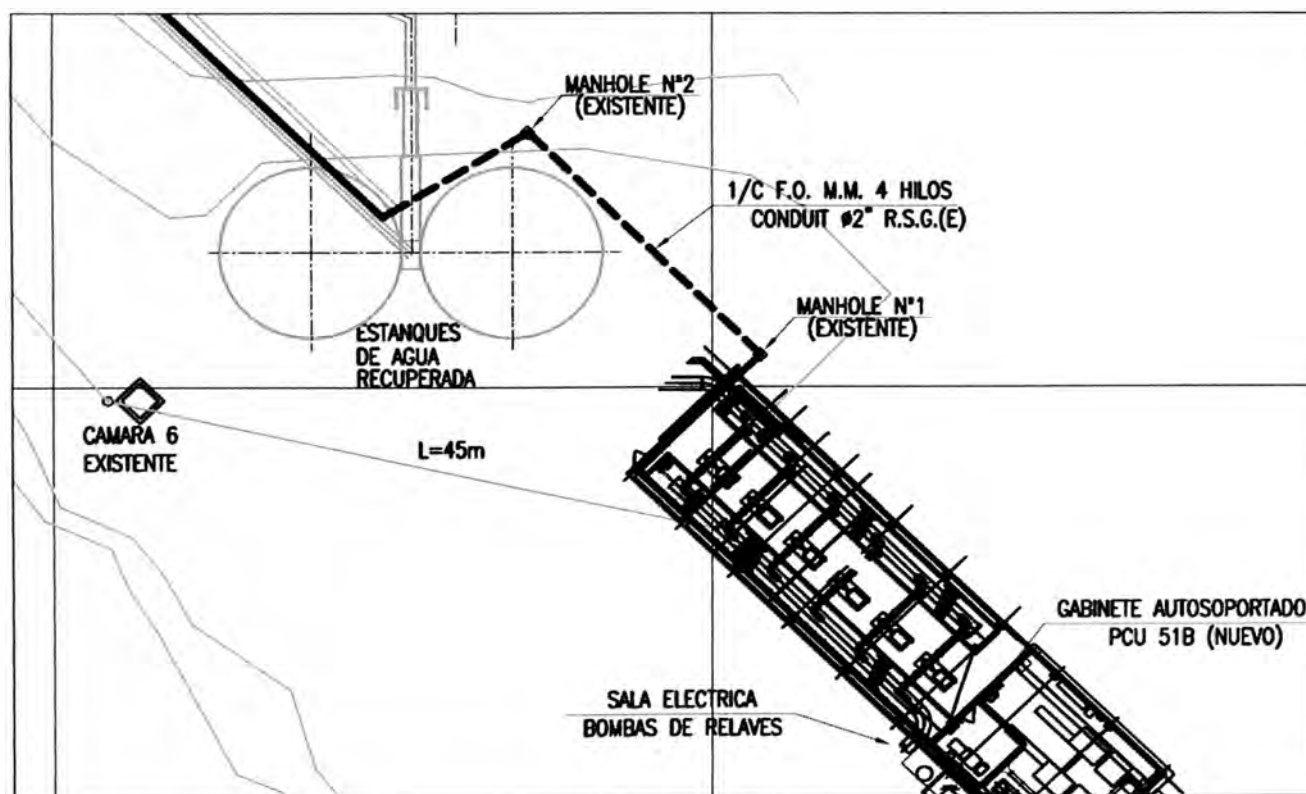 MANHOLE N°2
(EXISTENTE)
1/C F.O. M.M. 4 HILOS
CONDUIT ø2" R.S.G.(E)
MANHOLE N°1
(EXISTENTE)
ESTANQUES
DE AGUA
RECUPERADA
CAMARA 6
EXISTENTE
L=45m
GABINETE AUTOSOPORTADO
PCU 51B (NUEVO)
SALA ELECTRICA
BOMBAS DE RELAVES